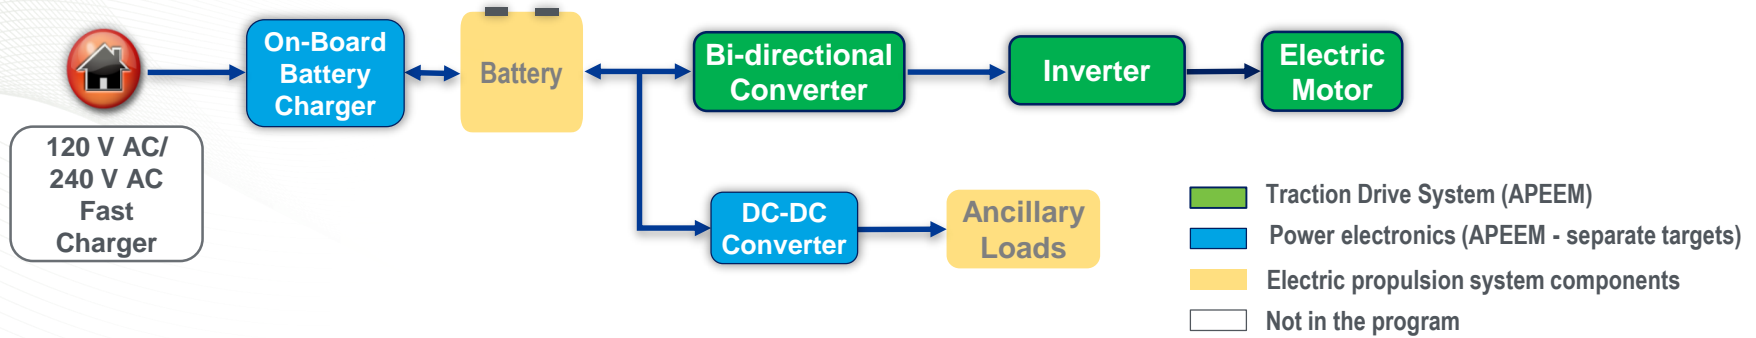 On-Board
Battery
Charger
Battery
Bi-directional
Converter
Inverter
Electric
Motor
120 V AC/
240 V AC
Fast
Charger
DC-DC
Converter
Ancillary
Loads
Traction Drive System (APEEM)
Power electronics (APEEM - separate targets)
Electric propulsion system components
Not in the program